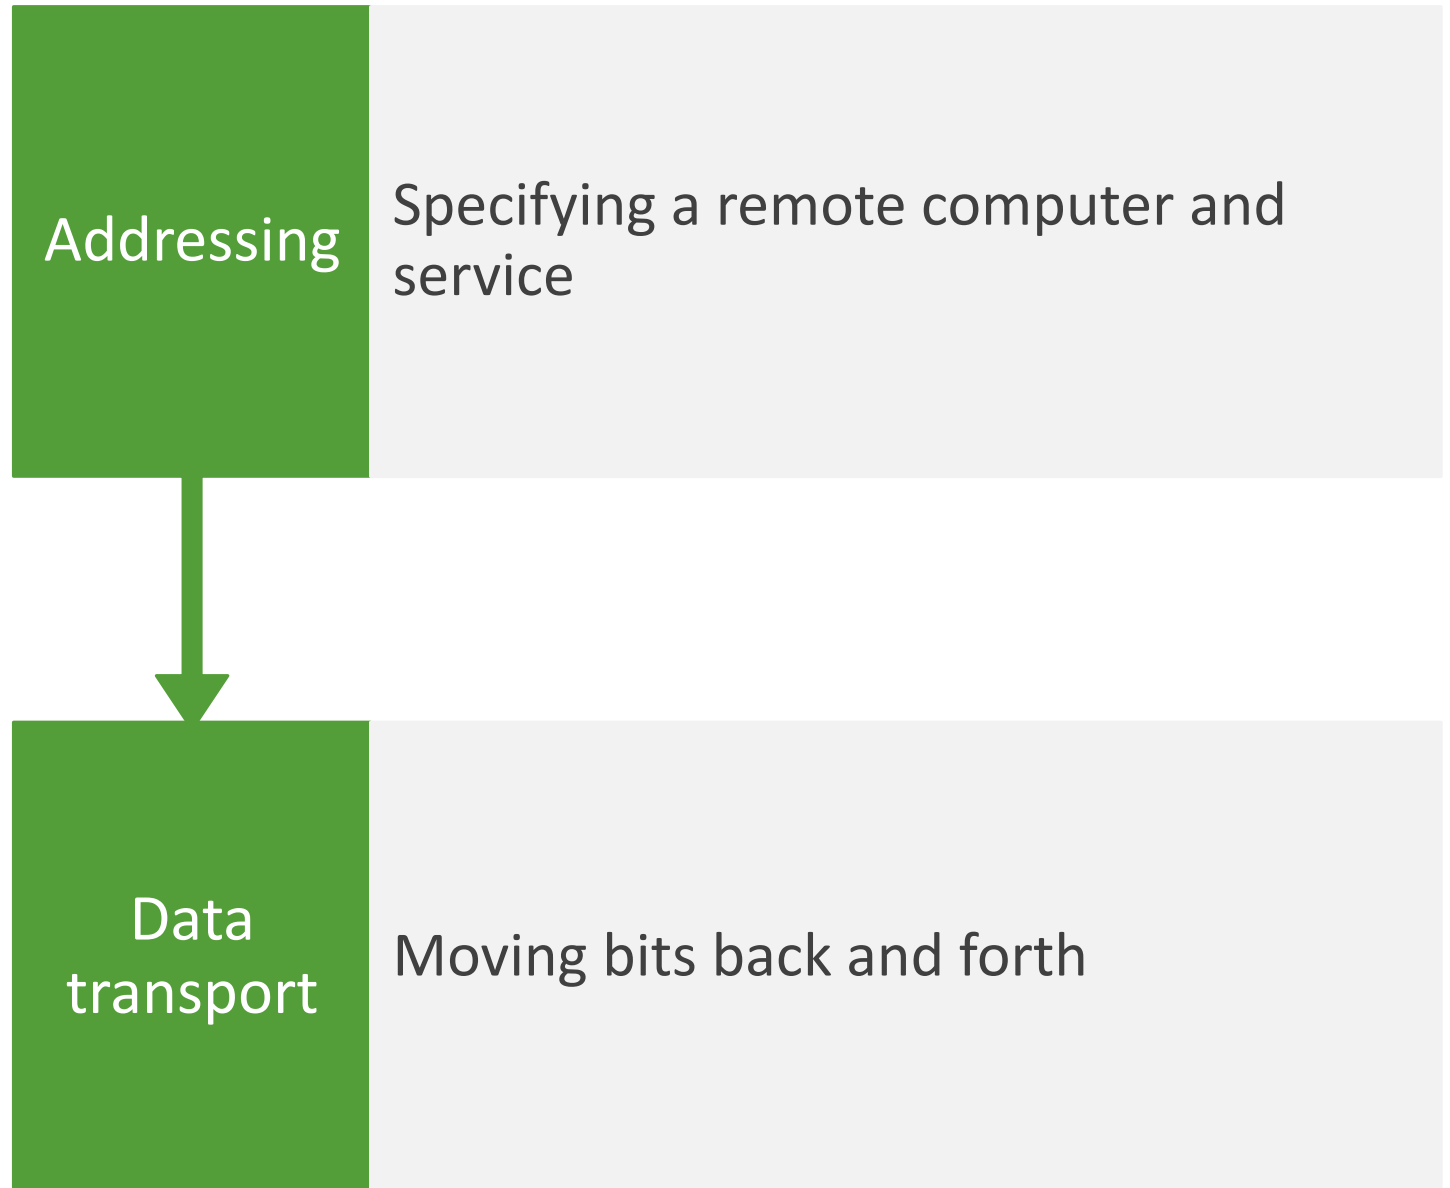 Addressing
Specifying a remote computer and
service
Data
transport
Moving bits back and forth